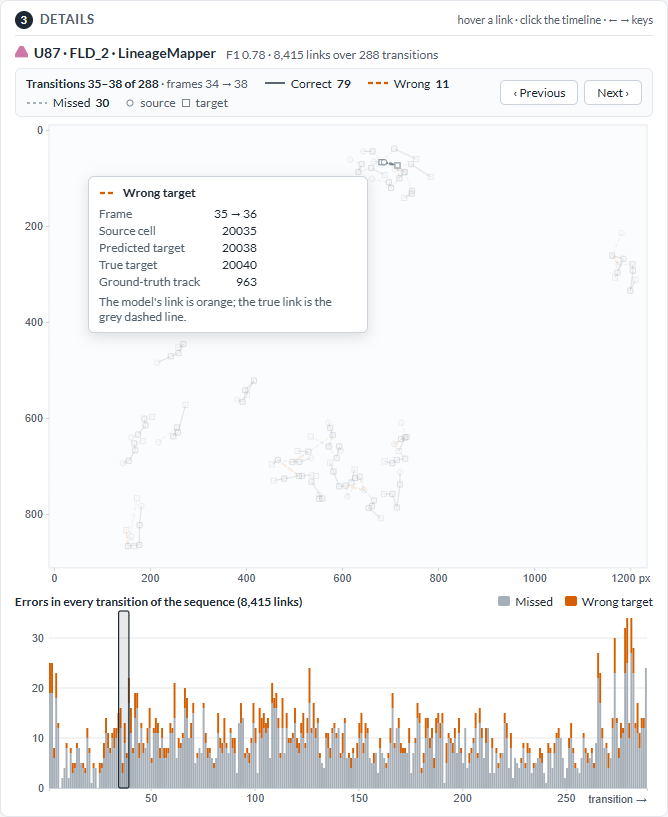 3 DETAILS hover a link · click the timeline · ← → keys
U87 · FLD_2 · LineageMapper F1 0.78 · 8,415 links over 288 transitions
Transitions 35–38 of 288 · frames 34 → 38 Correct 79 Wrong 11
Missed 30 source target
‹ Previous Next ›
0
Wrong target
Frame 35 → 36
200
Source cell 20035
Predicted target 20038
True target 20040
Ground-truth track 963
The model's link is orange; the true link is the
grey dashed line.
400
600
800
0 200 400 600 800 1000 1200 px
Errors in every transition of the sequence (8,415 links) Missed Wrong target
30
20
10
0
50 100 150 200 250 transition →